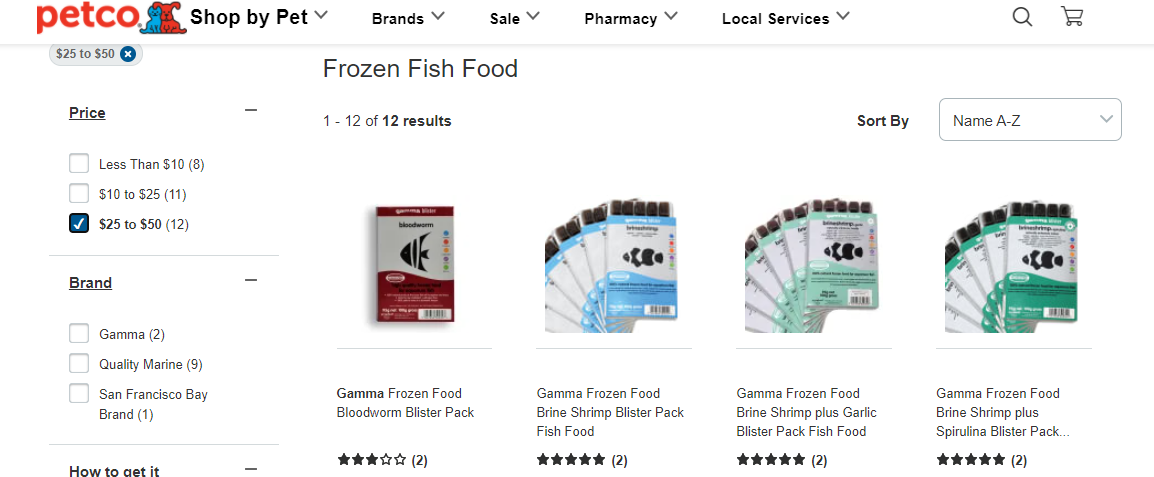 petco
Shop by Pet
Brands
Sale
Pharmacy
Local Services
$25 to $50
Frozen Fish Food
Price
1 - 12 of 12 results
Sort By
Name A-Z
Less Than $10 (8)
$10 to $25 (11)
$25 to $50 (12)
Brand
Gamma (2)
Quality Marine (9)
San Francisco Bay
Brand (1)
How to get it
gamma blister
bloodworm
brineshrimp
brineshrimp
brineshrimp
Gamma Frozen Food
Bloodworm Blister Pack
(2)
Gamma Frozen Food
Brine Shrimp Blister Pack
Fish Food
(2)
Gamma Frozen Food
Brine Shrimp plus Garlic
Blister Pack Fish Food
(2)
Gamma Frozen Food
Brine Shrimp plus
Spirulina Blister Pack...
(2)